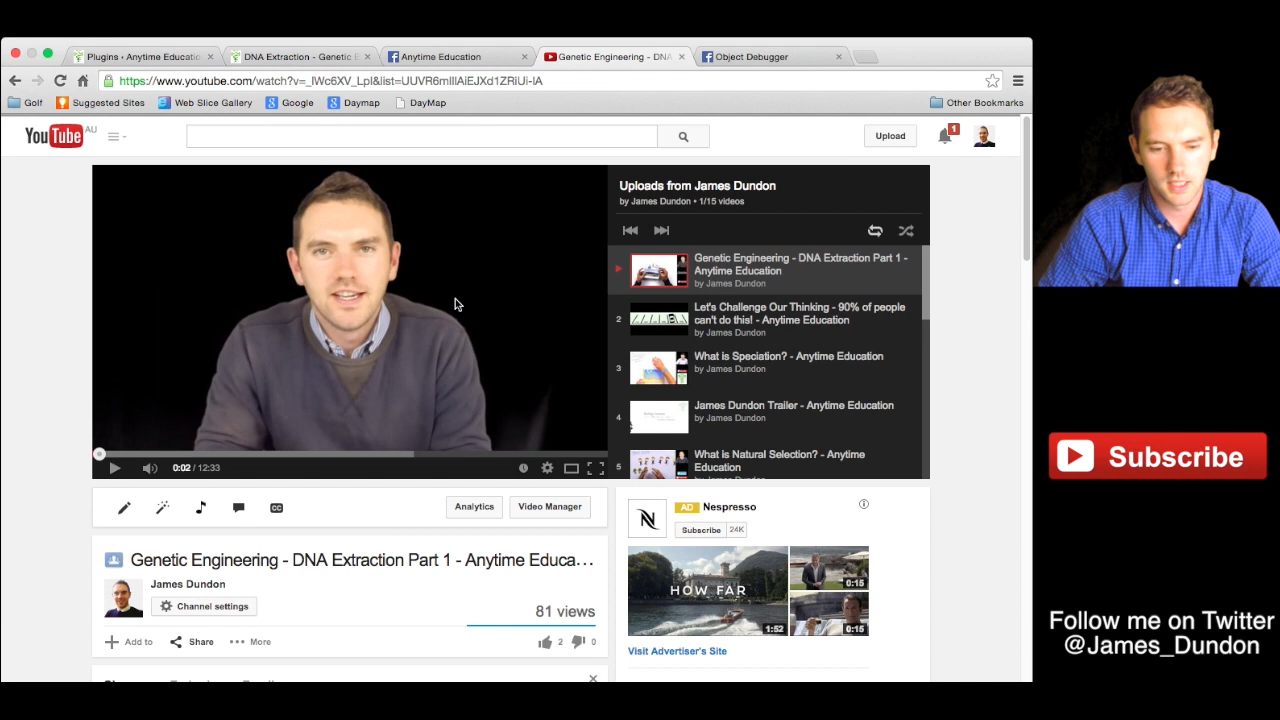 Plugins ‹ Anytime Educatio
DNA Extraction - Genetic E
Anytime Education
Genetic Engineering - DNA
Object Debugger
https://www.youtube.com/watch?v=_IWc6XV_LpI&list=UUVR6mIlIAiEJXd1ZRiUi-lA
Golf
Suggested Sites
Web Slice Gallery
Google
Daymap
DayMap
Other Bookmarks
YouTube AU
Upload
1
Uploads from James Dundon
by James Dundon • 1/15 videos
Genetic Engineering - DNA Extraction Part 1 -
Anytime Education
by James Dundon
2
Let's Challenge Our Thinking - 90% of people
can't do this! - Anytime Education
by James Dundon
3
What is Speciation? - Anytime Education
by James Dundon
4
James Dundon Trailer - Anytime Education
by James Dundon
5
What is Natural Selection? - Anytime
Education
0:02 / 12:33
Analytics
Video Manager
Genetic Engineering - DNA Extraction Part 1 - Anytime Educa...
James Dundon
Channel settings
81 views
Add to
Share
More
2
0
N
AD Nespresso
Subscribe 24K
HOW FAR
1:52
0:15
0:15
Visit Advertiser's Site
Subscribe
Follow me on Twitter
@James_Dundon